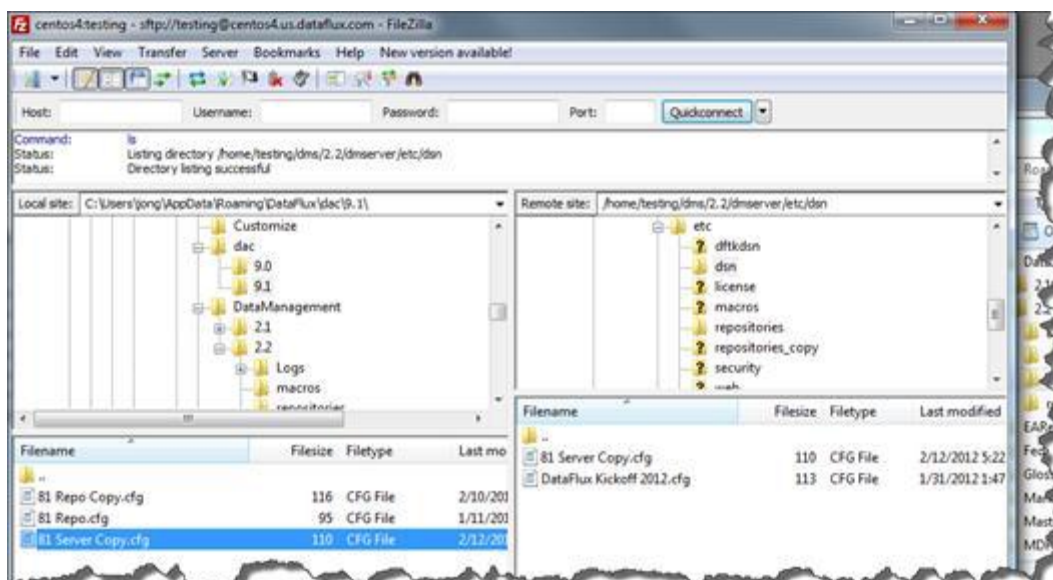 centos4:testing - sftp://testing@centos4.us.dataflux.com - FileZilla
File Edit View Transfer Server Bookmarks Help New version available!
Host: Username: Password: Port: Quickconnect
Command: ls
Status: Listing directory /home/testing/dms/2.2/dmserver/etc/dsn
Status: Directory listing successful
Local site: C:\Users\jong\AppData\Roaming\DataFlux\dac\9.1\
Customize
dac
9.0
9.1
DataManagement
2.1
2.2
Logs
macros
repositories
Filename Filesize Filetype Last mo
..
81 Repo Copy.cfg 116 CFG File 2/10/201
81 Repo.cfg 95 CFG File 1/11/201
81 Server Copy.cfg 110 CFG File 2/12/201
Remote site: /home/testing/dms/2.2/dmserver/etc/dsn
etc
dftkdsn
dsn
license
macros
repositories
repositories_copy
security
web
Filename Filesize Filetype Last modified
..
81 Server Copy.cfg 110 CFG File 2/12/2012 5:22
DataFlux Kickoff 2012.cfg 113 CFG File 1/31/2012 1:47